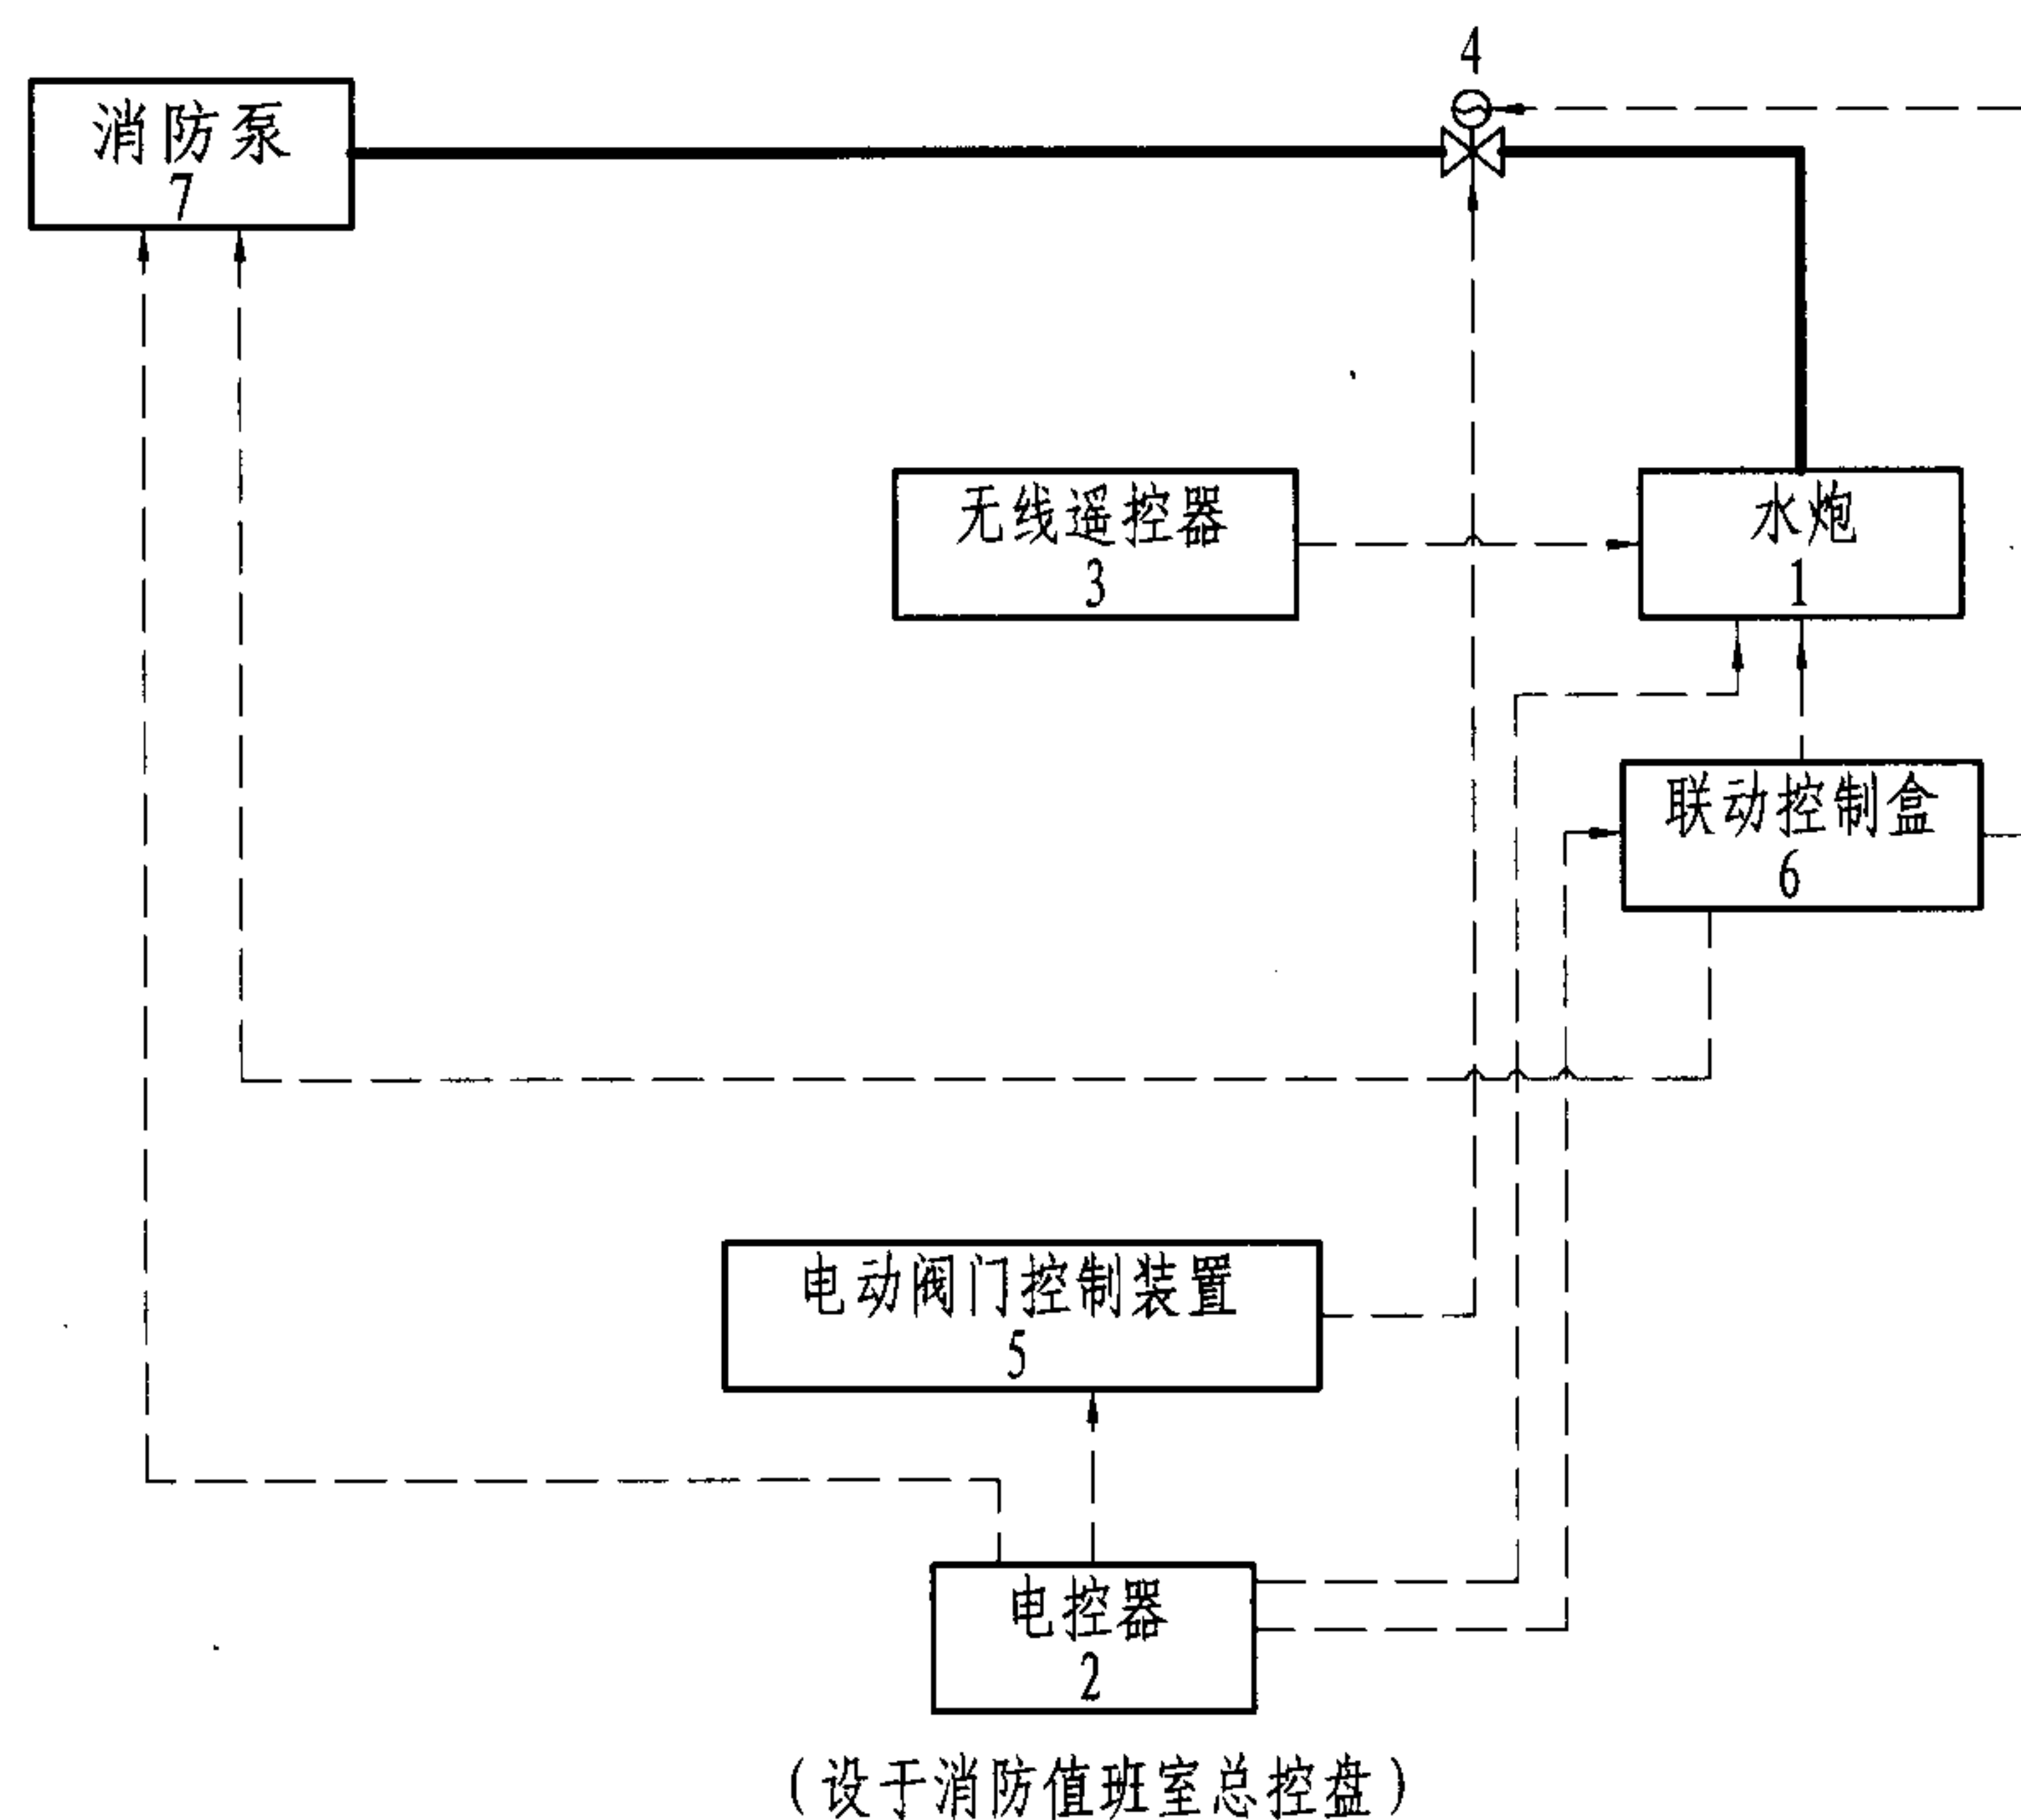 4
消防泵
7
无线遥控器
3
水炮
1
联动控制盒
6
电动阀门控制装置
5
电控器
2
(设于消防值班室总控盘)